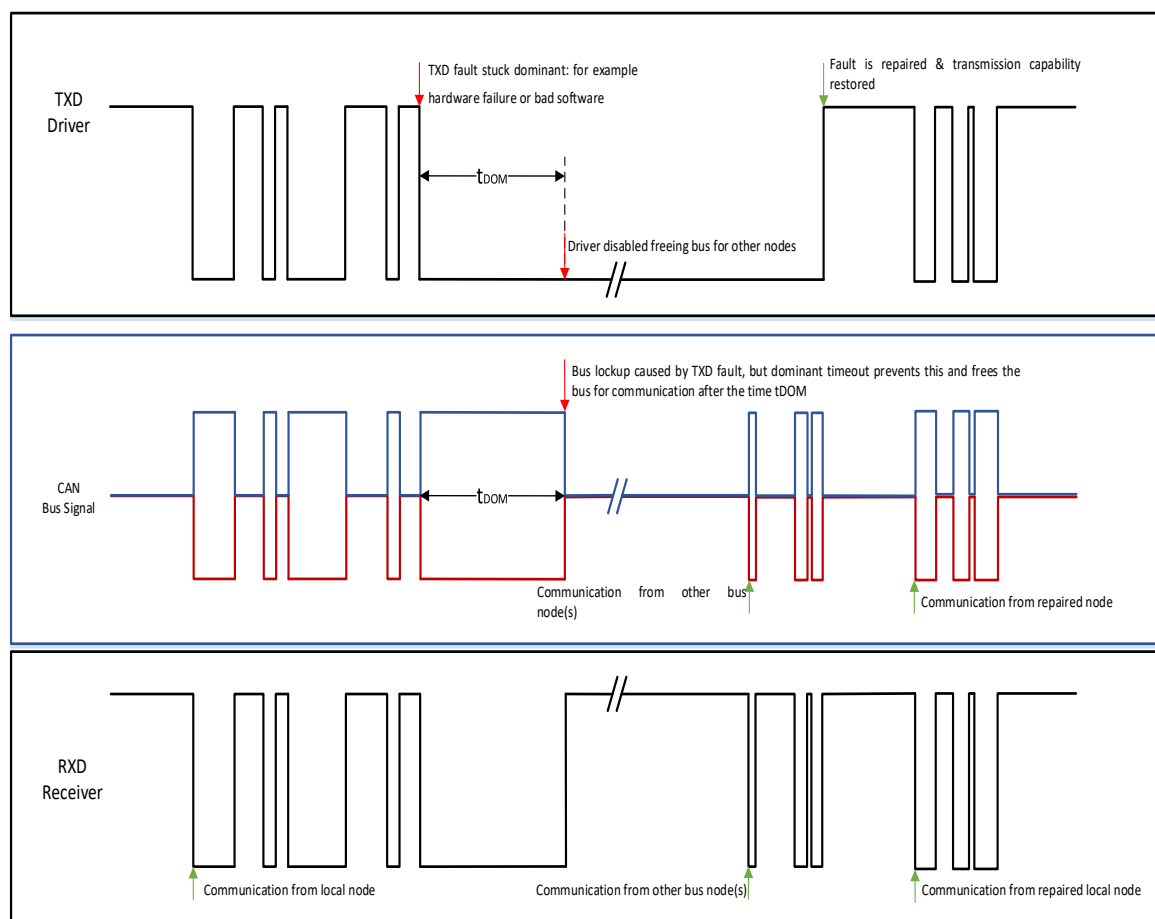 TXD fault stuck dominant: for example
hardware failure or bad software
Fault is repaired & transmission capability
restored
TXD
Driver
tDOM
Driver disabled freeing bus for other nodes
Bus lockup caused by TXD fault, but dominant timeout prevents this and frees the
bus for communication after the time tDOM
CAN
Bus Signal
tDOM
Communication from other bus
node(s)
Communication from repaired node
RXD
Receiver
Communication from local node
Communication from other bus node(s)
Communication from repaired local node